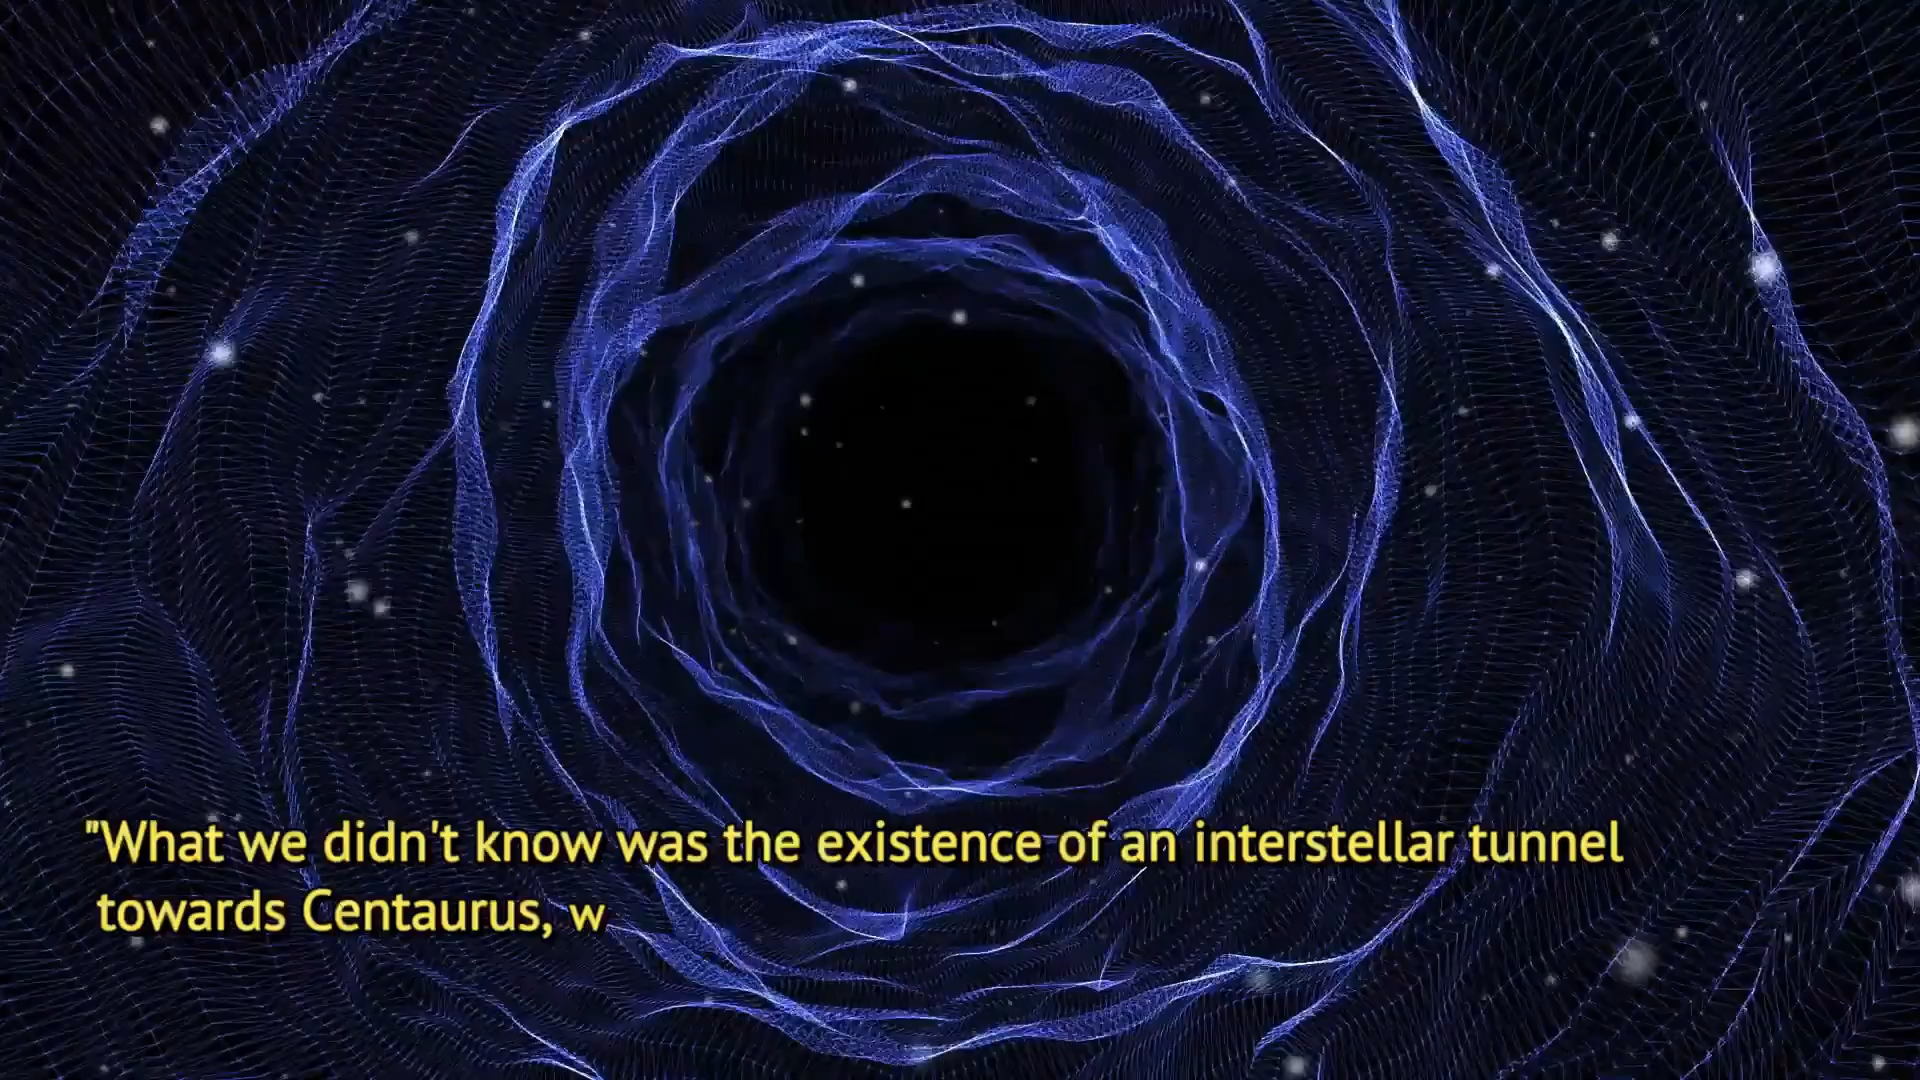 "What we didn't know was the existence of an interstellar tunnel
towards Centaurus, w